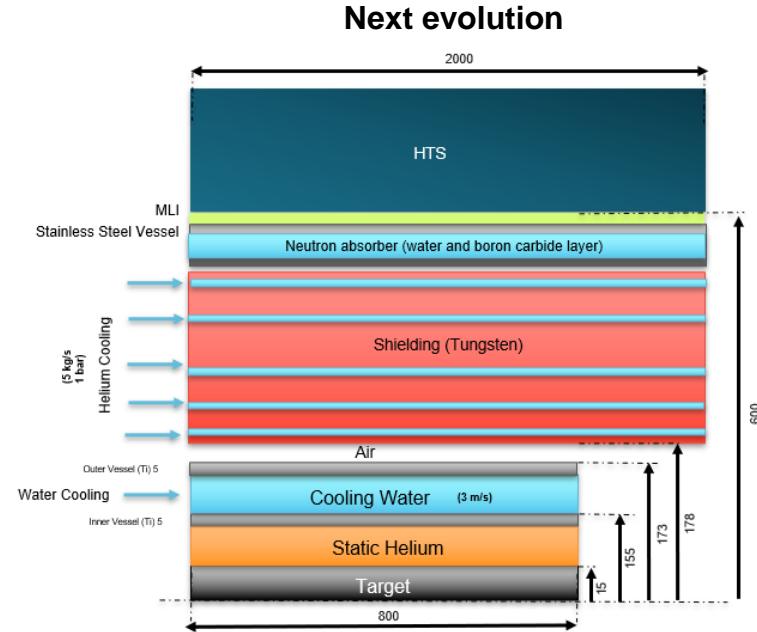 Next evolution
2000
HTS
MLI
Stainless Steel Vessel
Neutron absorber (water and boron carbide layer)
Helium Cooling
(5 kg/s
1 bar)
Shielding (Tungsten)
600
Air
Outer Vessel (Ti) 5
Water Cooling
Cooling Water
(3 m/s)
Inner Vessel (Ti) 5
Static Helium
Target
15
155
173
178
800